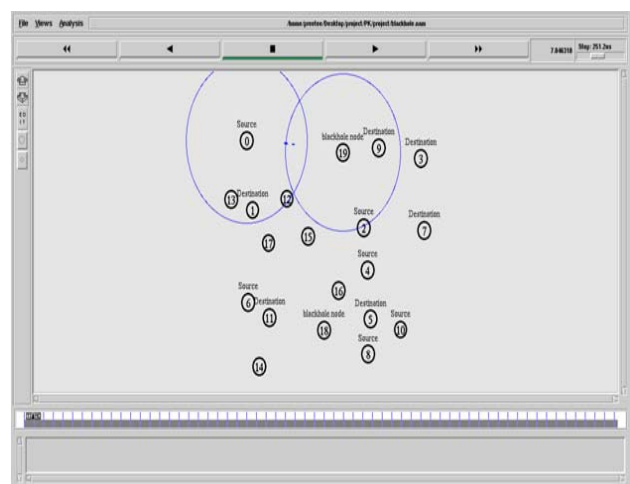 File Views Analysis /home/preetee/Desktop/project/PK/project/blackhole.nam
7.046310 Step: 251.2ms
Source
0
blackhole node
19
Destination
9
Destination
3
13
Destination
1
12
Source
2
Destination
7
17
15
Source
4
16
Source
6
Destination
11
blackhole node
18
Destination
5
Source
10
Source
8
14